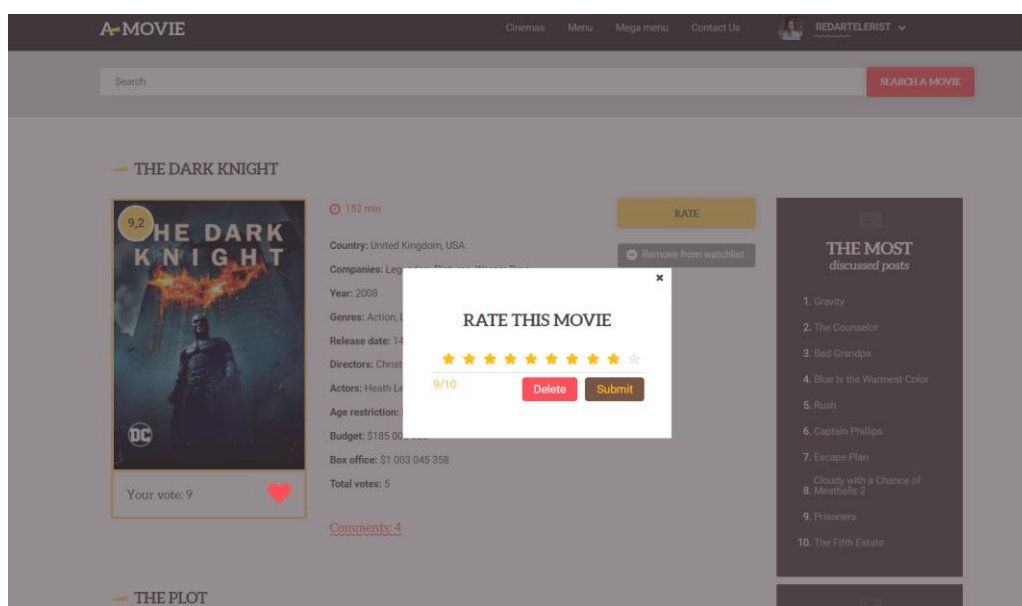 A-MOVIE
Cinemas
Menu
Mega menu
Contact Us
REDARTELERIST
Search
SEARCH A MOVIE
THE DARK KNIGHT
9,2
THE DARK
KNIGHT
DC
Your vote: 9
152 min
Country: United Kingdom, USA
Companies:
Year: 2008
Genres: Action,
Release date: 14
Directors: Christ
Actors: Heath Le
Age restriction:
Budget: $185 00
Box office: $1 003 045 358
Total votes: 5
Comments: 4
RATE
Remove from watchlist
RATE THIS MOVIE
9/10
Delete
Submit
THE MOST
discussed posts
1. Gravity
2. The Counselor
3. Bad Grandpa
4. Blue Is the Warmest Color
5. Rush
6. Captain Phillips
7. Escape Plan
Cloudy with a Chance of
8. Meatballs 2
9. Prisoners
10. The Fifth Estate
THE PLOT